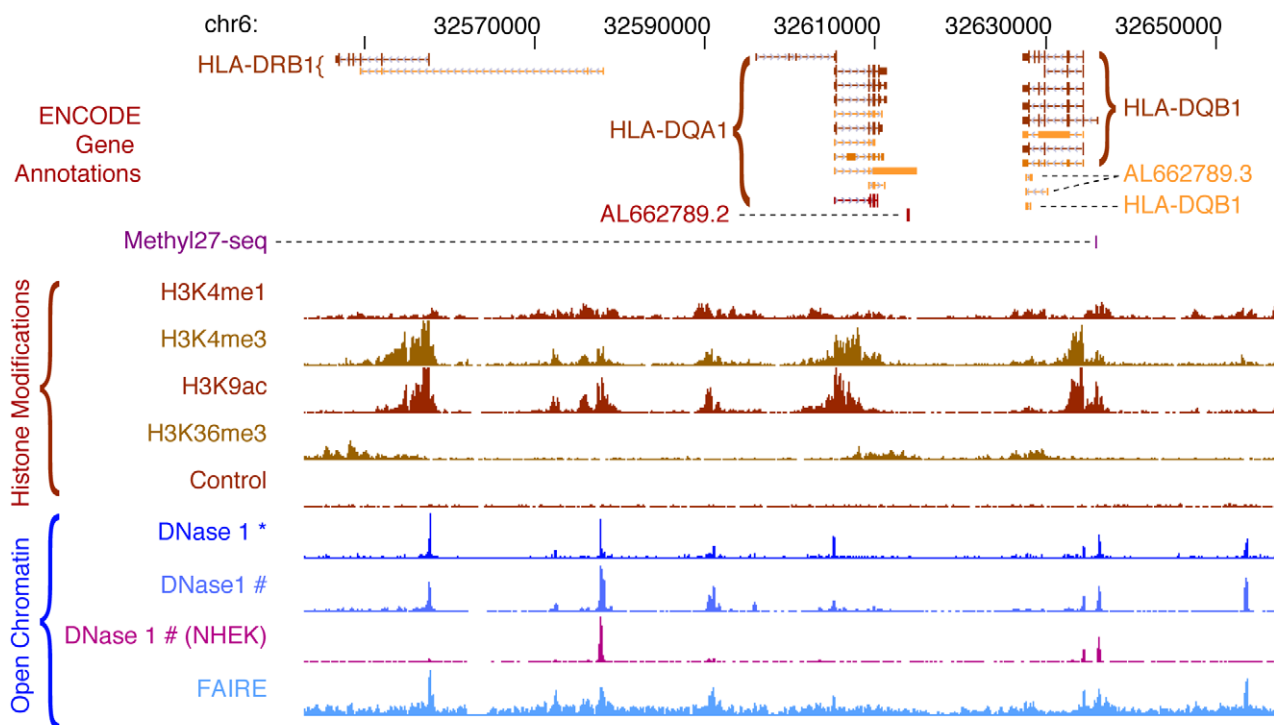 chr6: 32570000 32590000 32610000 32630000 32650000
HLA-DRB1{
ENCODE
Gene
Annotations
HLA-DQA1
HLA-DQB1
AL662789.3
HLA-DQB1
AL662789.2
Methyl27-seq
Histone Modifications
H3K4me1
H3K4me3
H3K9ac
H3K36me3
Control
Open Chromatin
DNase 1 *
DNase1 #
DNase 1 # (NHEK)
FAIRE